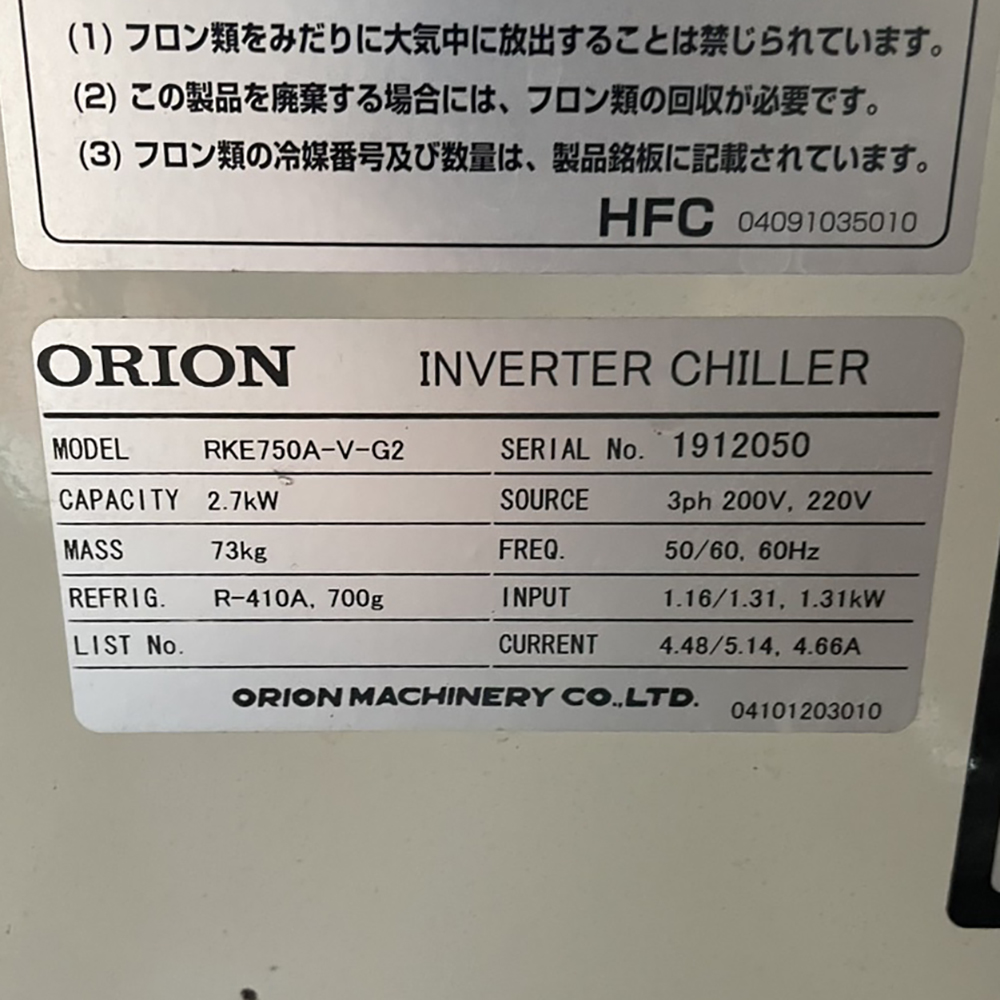 (1) フロン類をみだりに大気中に放出することは禁じられています。
(2) この製品を廃棄する場合には、フロン類の回収が必要です。
(3) フロン類の冷媒番号及び数量は、製品銘板に記載されています。
HFC 04091035010
ORION INVERTER CHILLER
MODEL RKE750A-V-G2 SERIAL No. 1912050
CAPACITY 2.7kW SOURCE 3ph 200V, 220V
MASS 73kg FREQ. 50/60, 60Hz
REFRIG. R-410A, 700g INPUT 1.16/1.31, 1.31kW
LIST No. CURRENT 4.48/5.14, 4.66A
ORION MACHINERY CO.,LTD. 04101203010